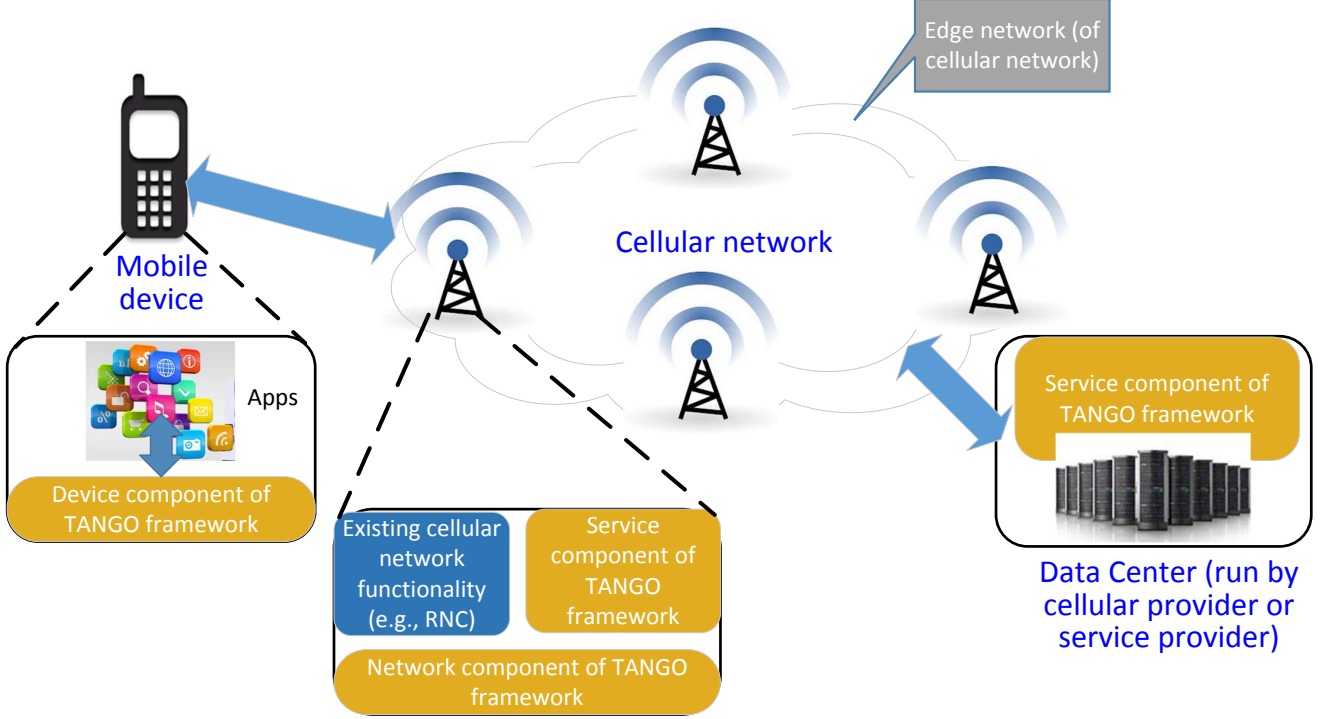 Edge network (of
cellular network)
Cellular network
Mobile
device
Apps
Device component of
TANGO framework
Existing cellular
network
functionality
(e.g., RNC)
Service
component of
TANGO
framework
Network component of TANGO
framework
Service component of
TANGO framework
Data Center (run by
cellular provider or
service provider)